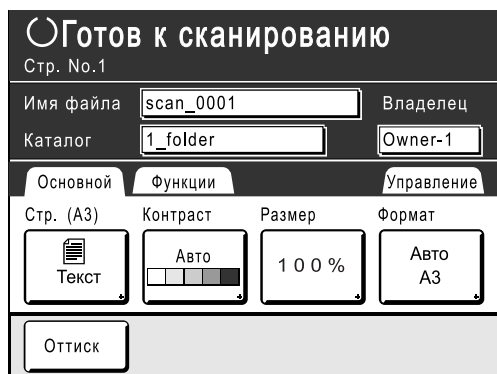 Готов к сканированию
Стр. No.1
Имя файла scan_0001 Владелец
Каталог 1_folder Owner-1
Основной Функции Управление
Стр. (А3) Контраст Размер Формат
Текст Авто 100% Авто А3
Оттиск